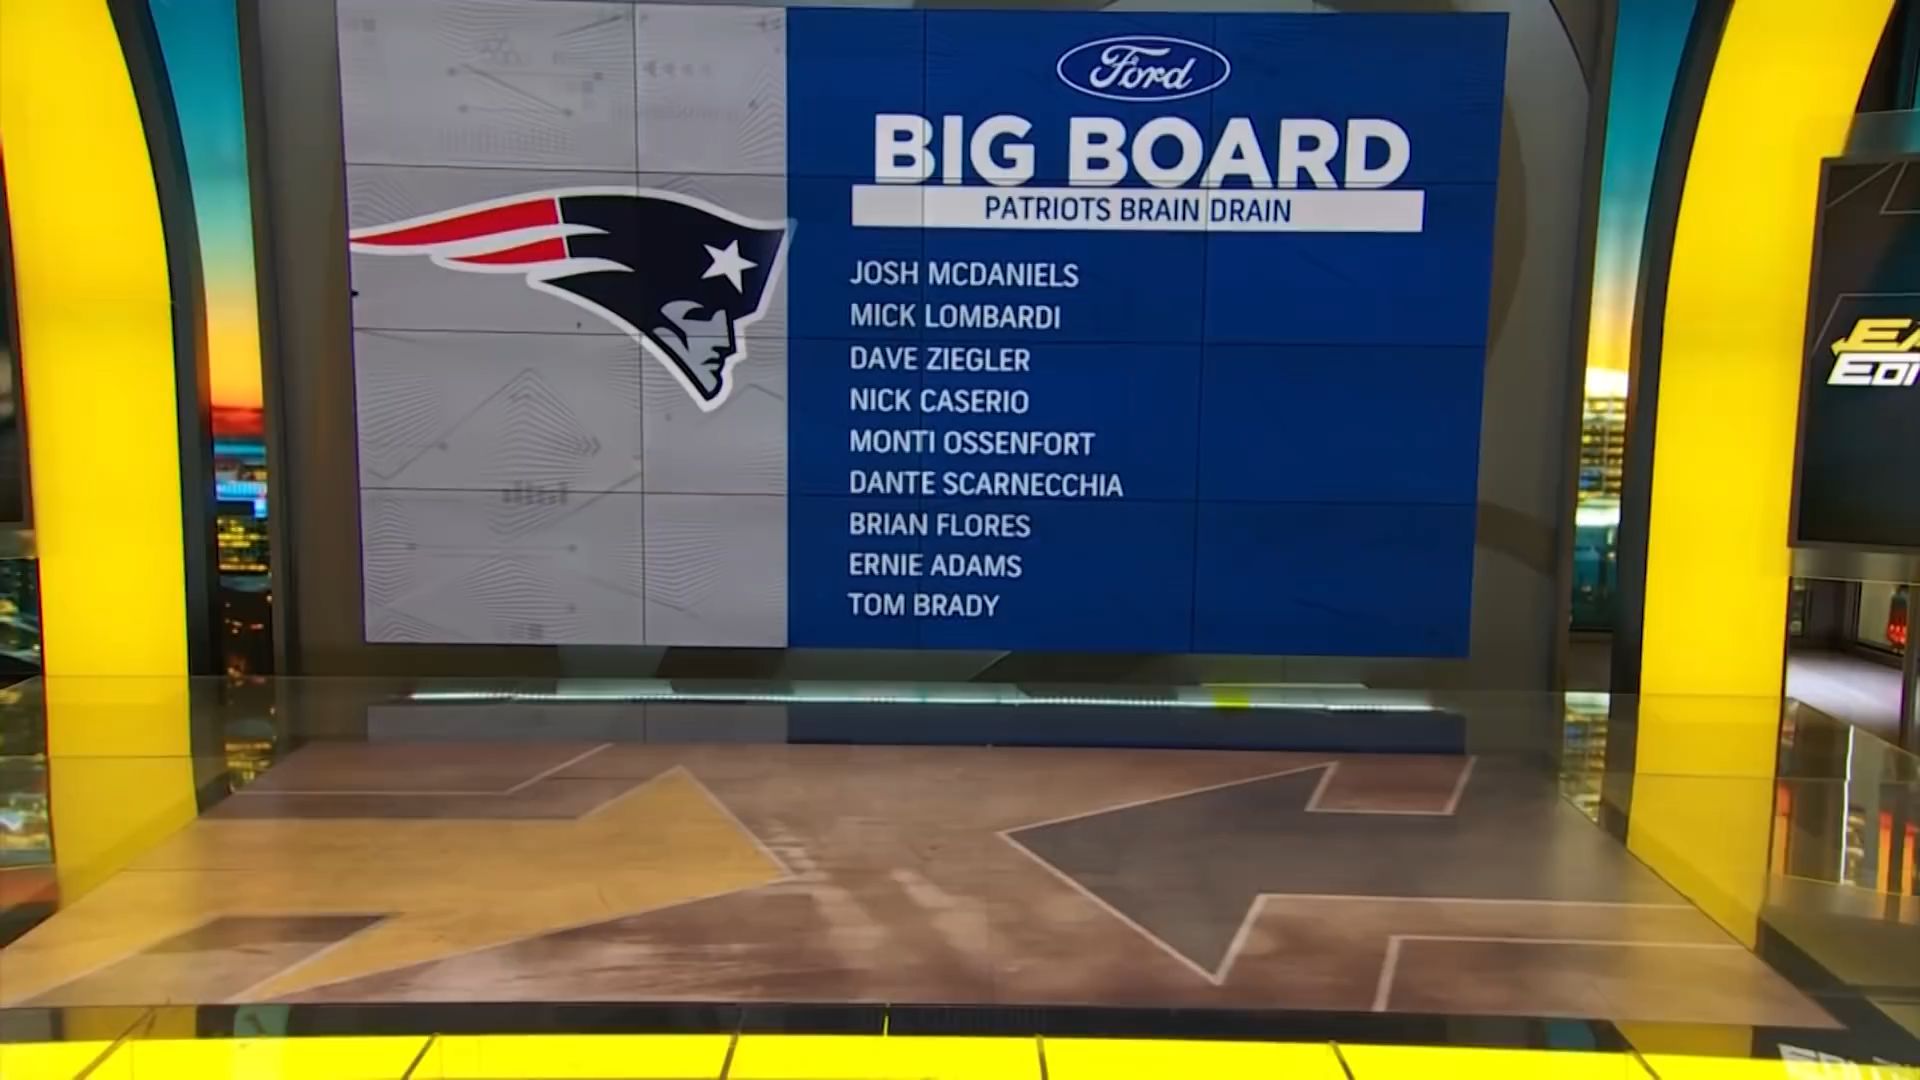 Ford
BIG BOARD
PATRIOTS BRAIN DRAIN
JOSH MCDANIELS
MICK LOMBARDI
DAVE ZIEGLER
NICK CASERIO
MONTI OSSENFORT
DANTE SCARNECCHIA
BRIAN FLORES
ERNIE ADAMS
TOM BRADY